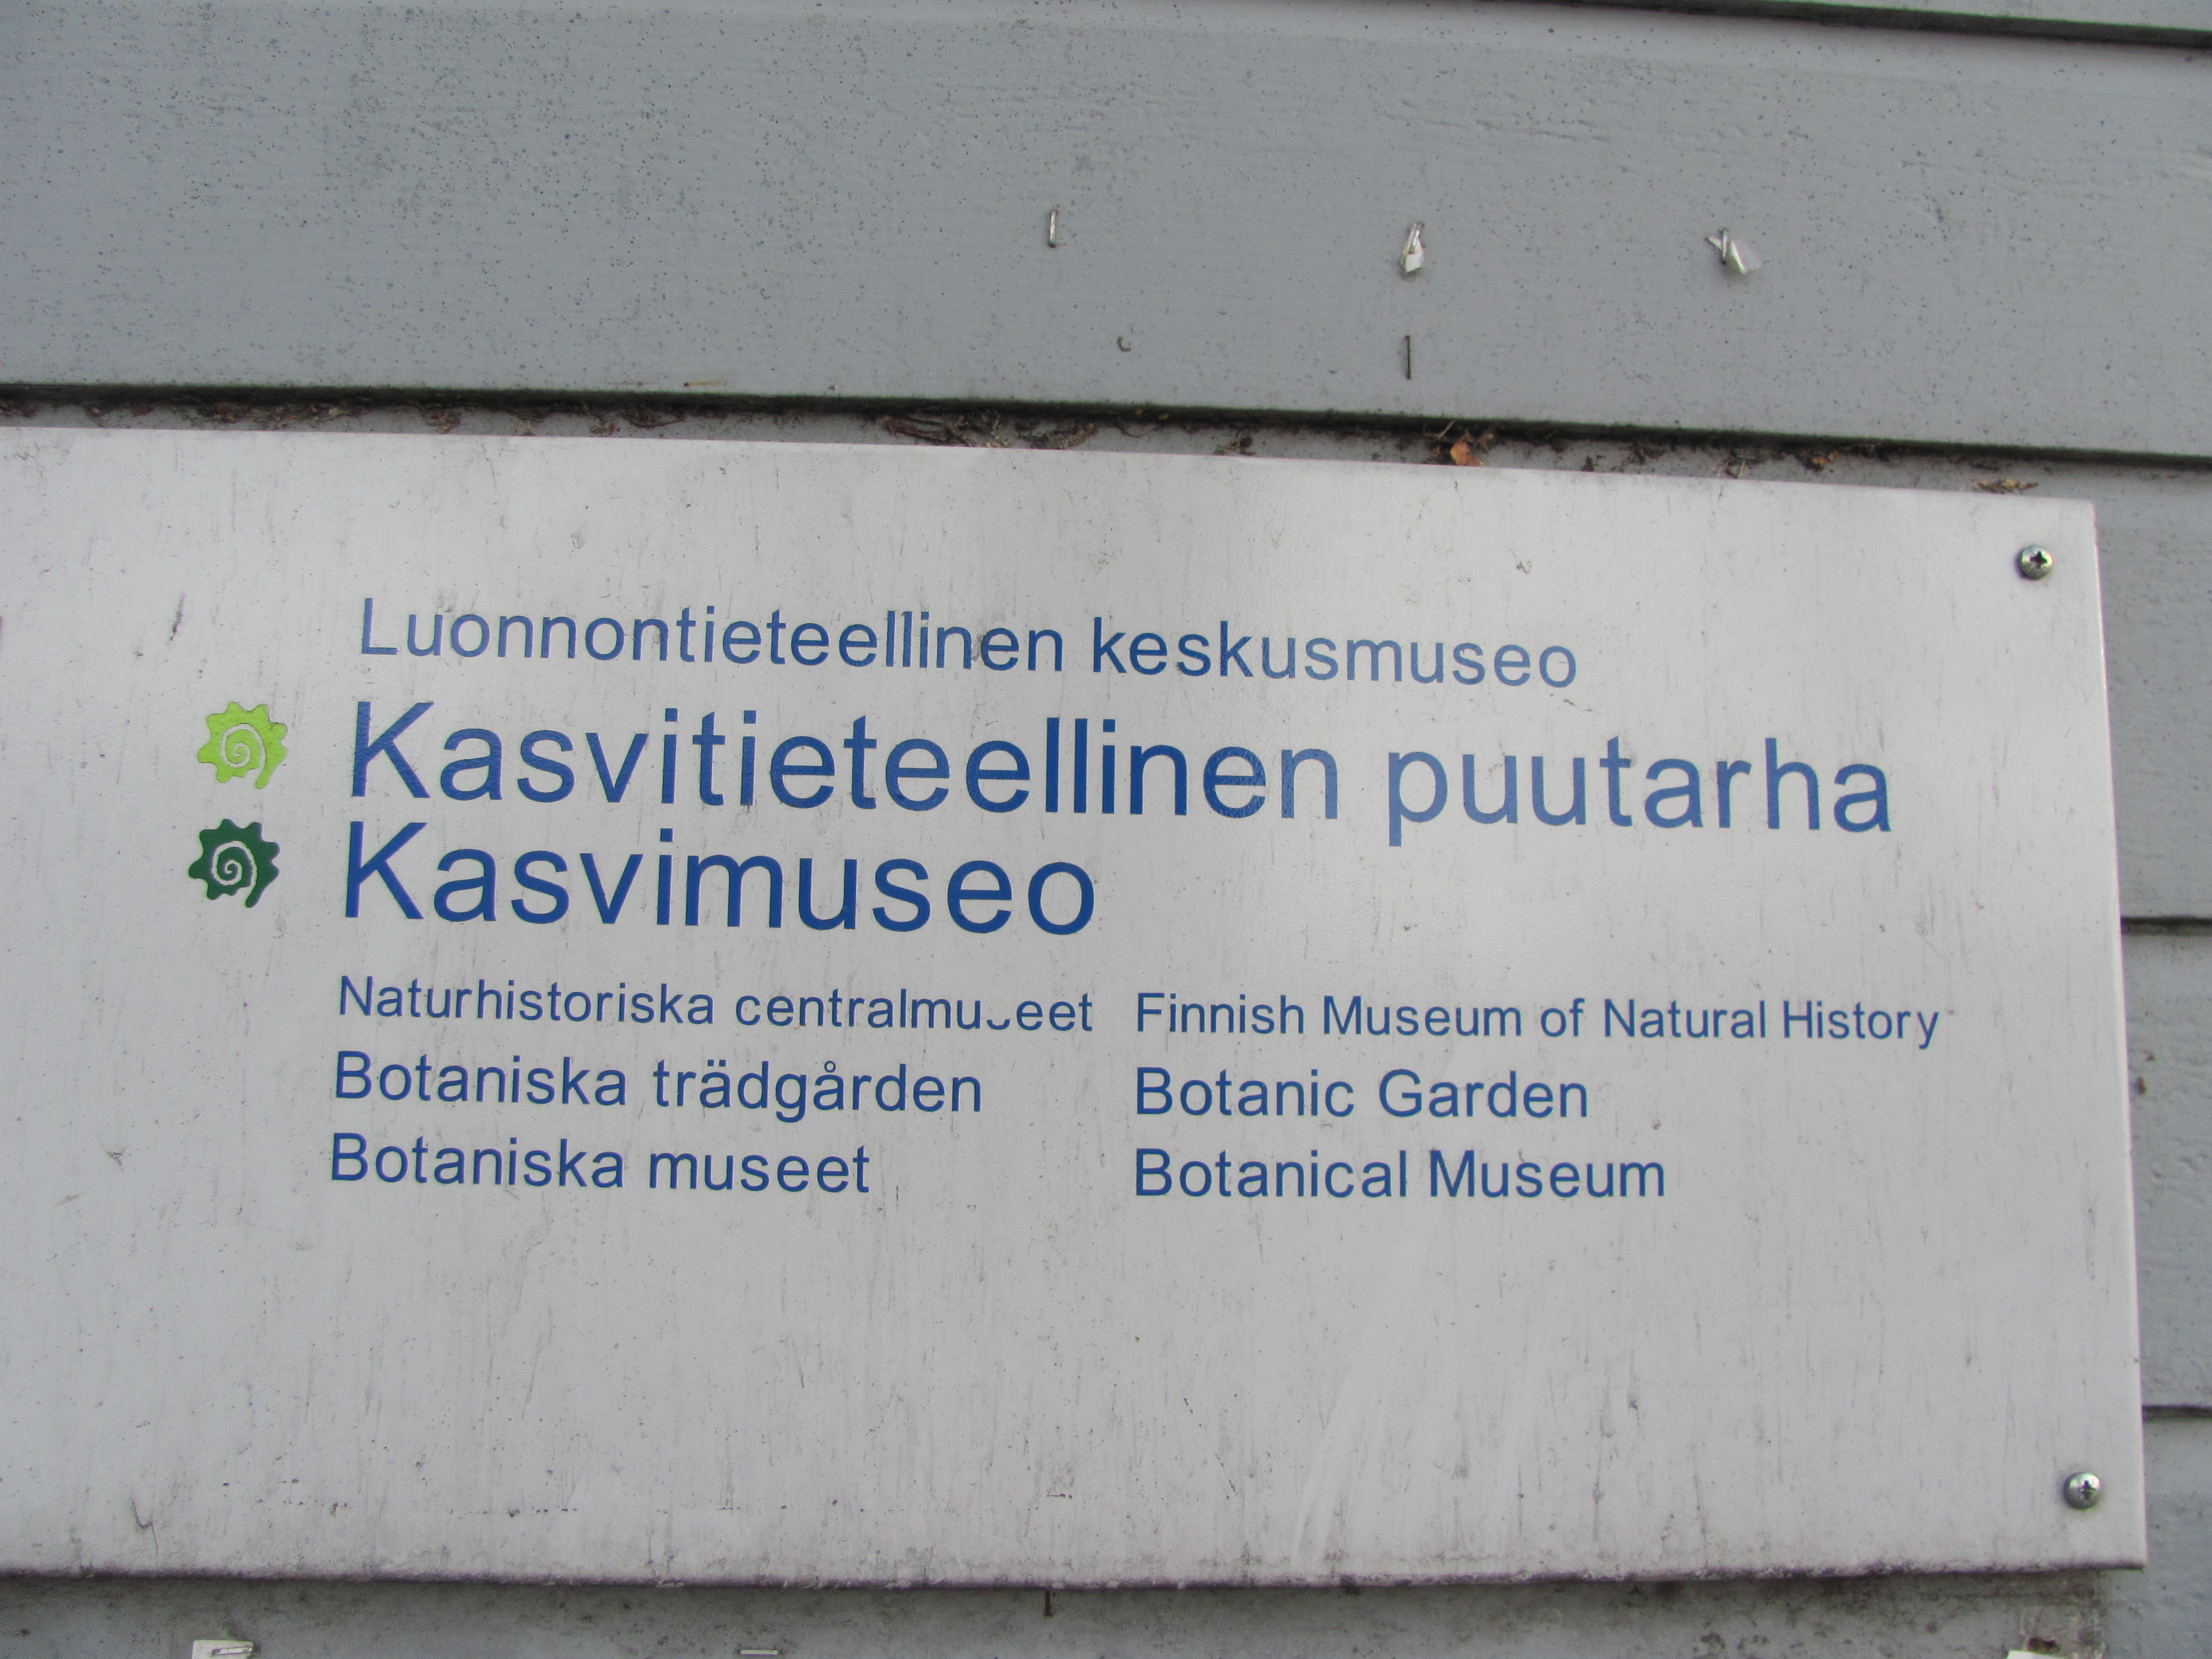 Luonnontieteellinen keskusmuseo
Kasvitieteellinen puutarha
Kasvimuseo
Naturhistoriska centralmuseet
Botaniska trädgården
Botaniska museet
Finnish Museum of Natural History
Botanic Garden
Botanical Museum